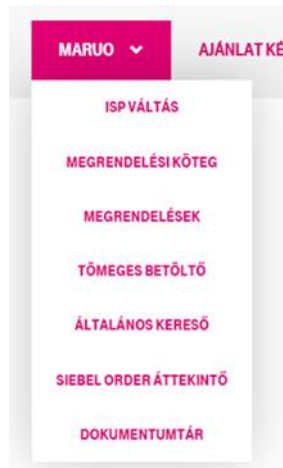 MARUO
AJÁNLAT KÉ
ISP VÁLTÁS
MEGRENDELÉSI KÖTEG
MEGRENDELÉSEK
TÖMEGES BETÖLTŐ
ÁLTALÁNOS KERESŐ
SIEBEL ORDER ÁTTEKINTŐ
DOKUMENTUMTÁR